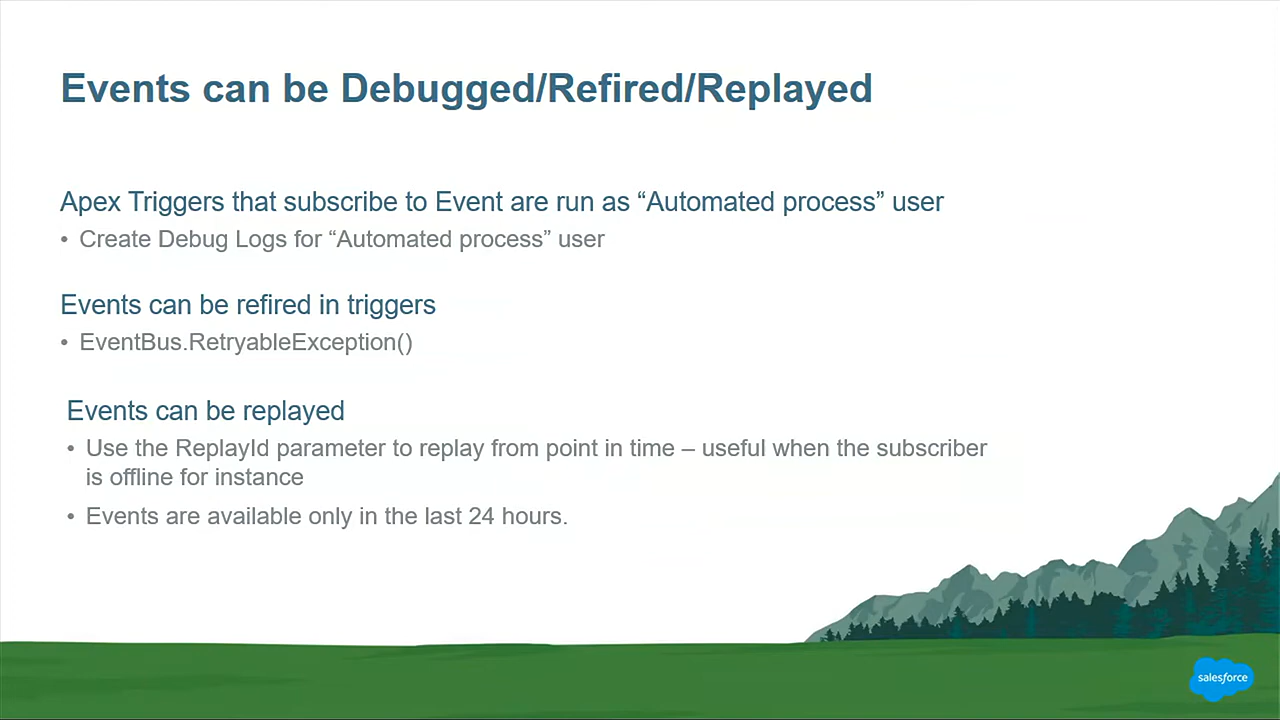 Events can be Debugged/Refired/Replayed
Apex Triggers that subscribe to Event are run as “Automated process” user
• Create Debug Logs for “Automated process” user
Events can be refired in triggers
• EventBus.RetryableException()
Events can be replayed
• Use the ReplayId parameter to replay from point in time – useful when the subscriber
is offline for instance
• Events are available only in the last 24 hours.
salesforce